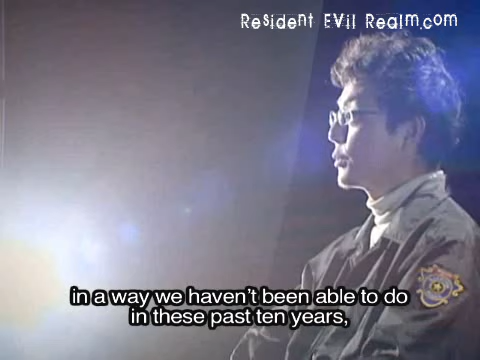 Resident Evil Realm.com
in a way we haven't been able to do
in these past ten years,